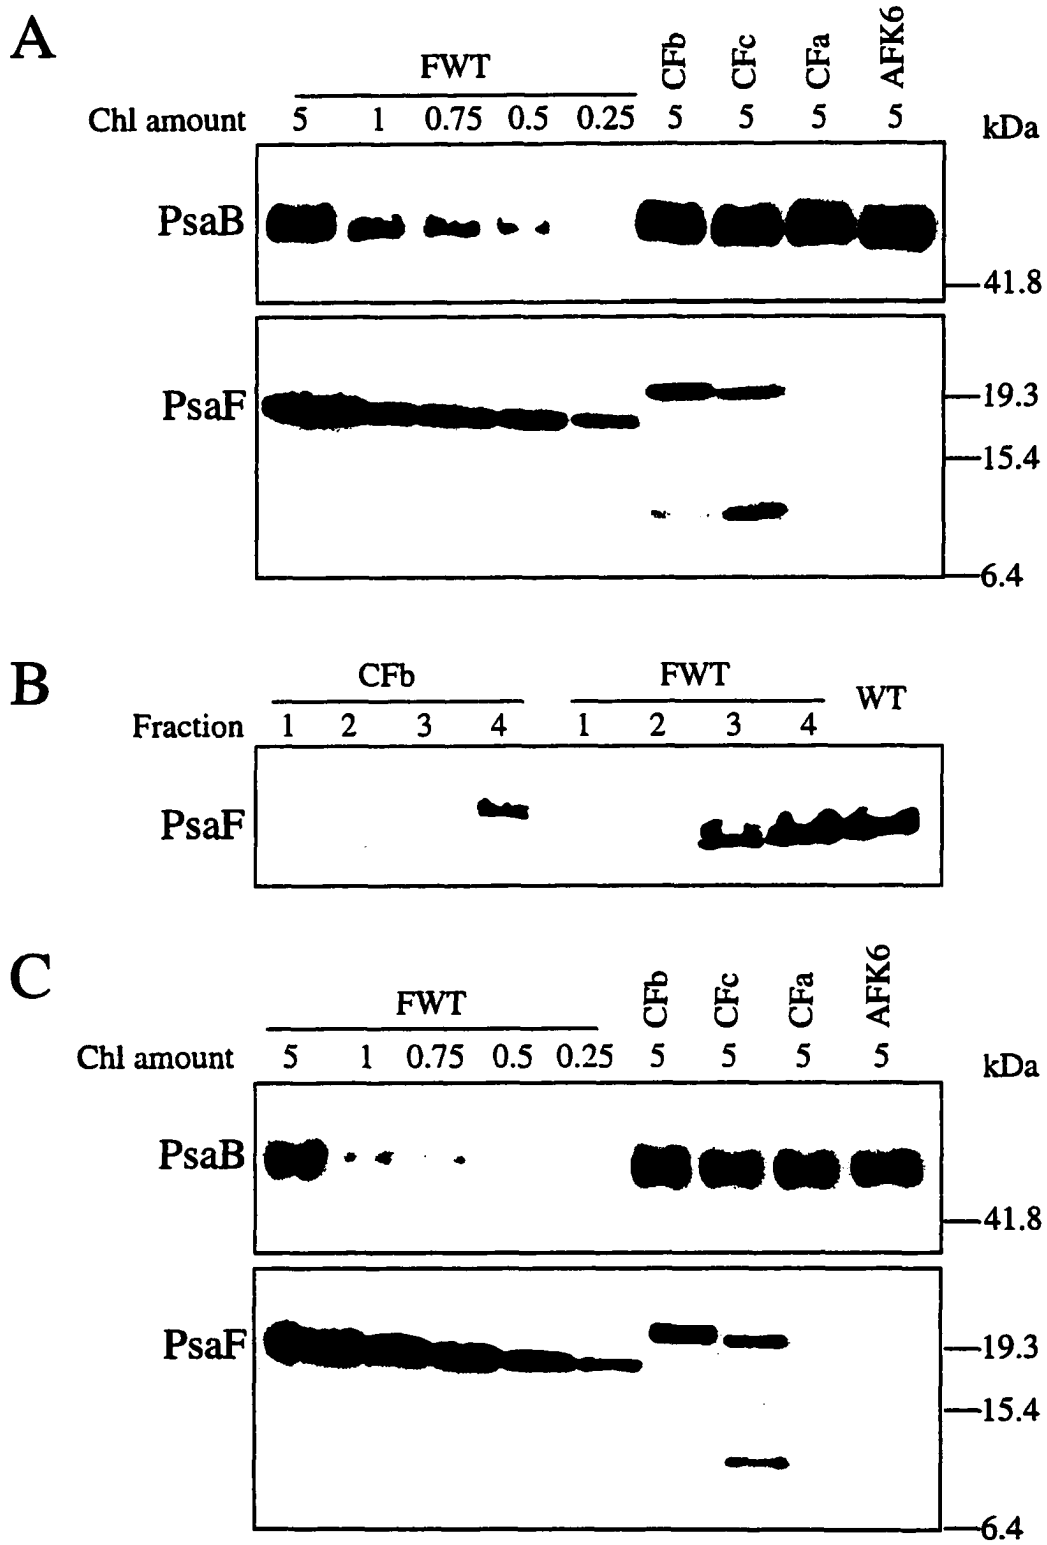 A
FWT CFb CFc CFa AFK6
Chl amount 5 1 0.75 0.5 0.25 5 5 5 5 kDa
PsaB
41.8
PsaF
19.3
15.4
6.4
B
CFb FWT WT
Fraction 1 2 3 4 1 2 3 4
PsaF
C
FWT CFb CFc CFa AFK6
Chl amount 5 1 0.75 0.5 0.25 5 5 5 5 kDa
PsaB
41.8
PsaF
19.3
15.4
6.4